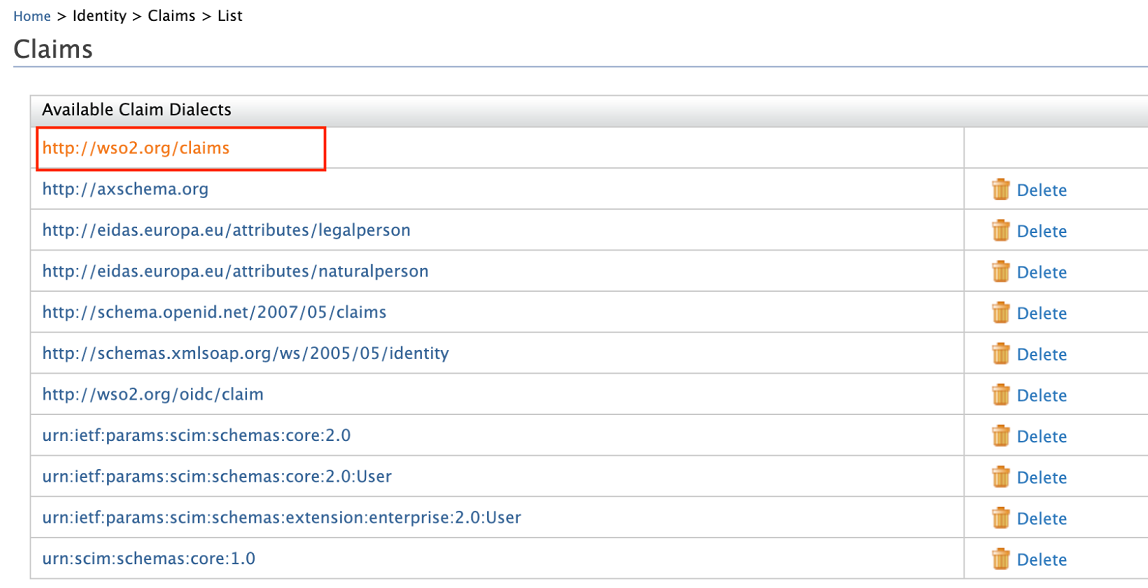 Home > Identity > Claims > List
Claims
Available Claim Dialects
http://wso2.org/claims
http://axschema.org Delete
http://eidas.europa.eu/attributes/legalperson Delete
http://eidas.europa.eu/attributes/naturalperson Delete
http://schema.openid.net/2007/05/claims Delete
http://schemas.xmlsoap.org/ws/2005/05/identity Delete
http://wso2.org/oidc/claim Delete
urn:ietf:params:scim:schemas:core:2.0 Delete
urn:ietf:params:scim:schemas:core:2.0:User Delete
urn:ietf:params:scim:schemas:extension:enterprise:2.0:User Delete
urn:scim:schemas:core:1.0 Delete